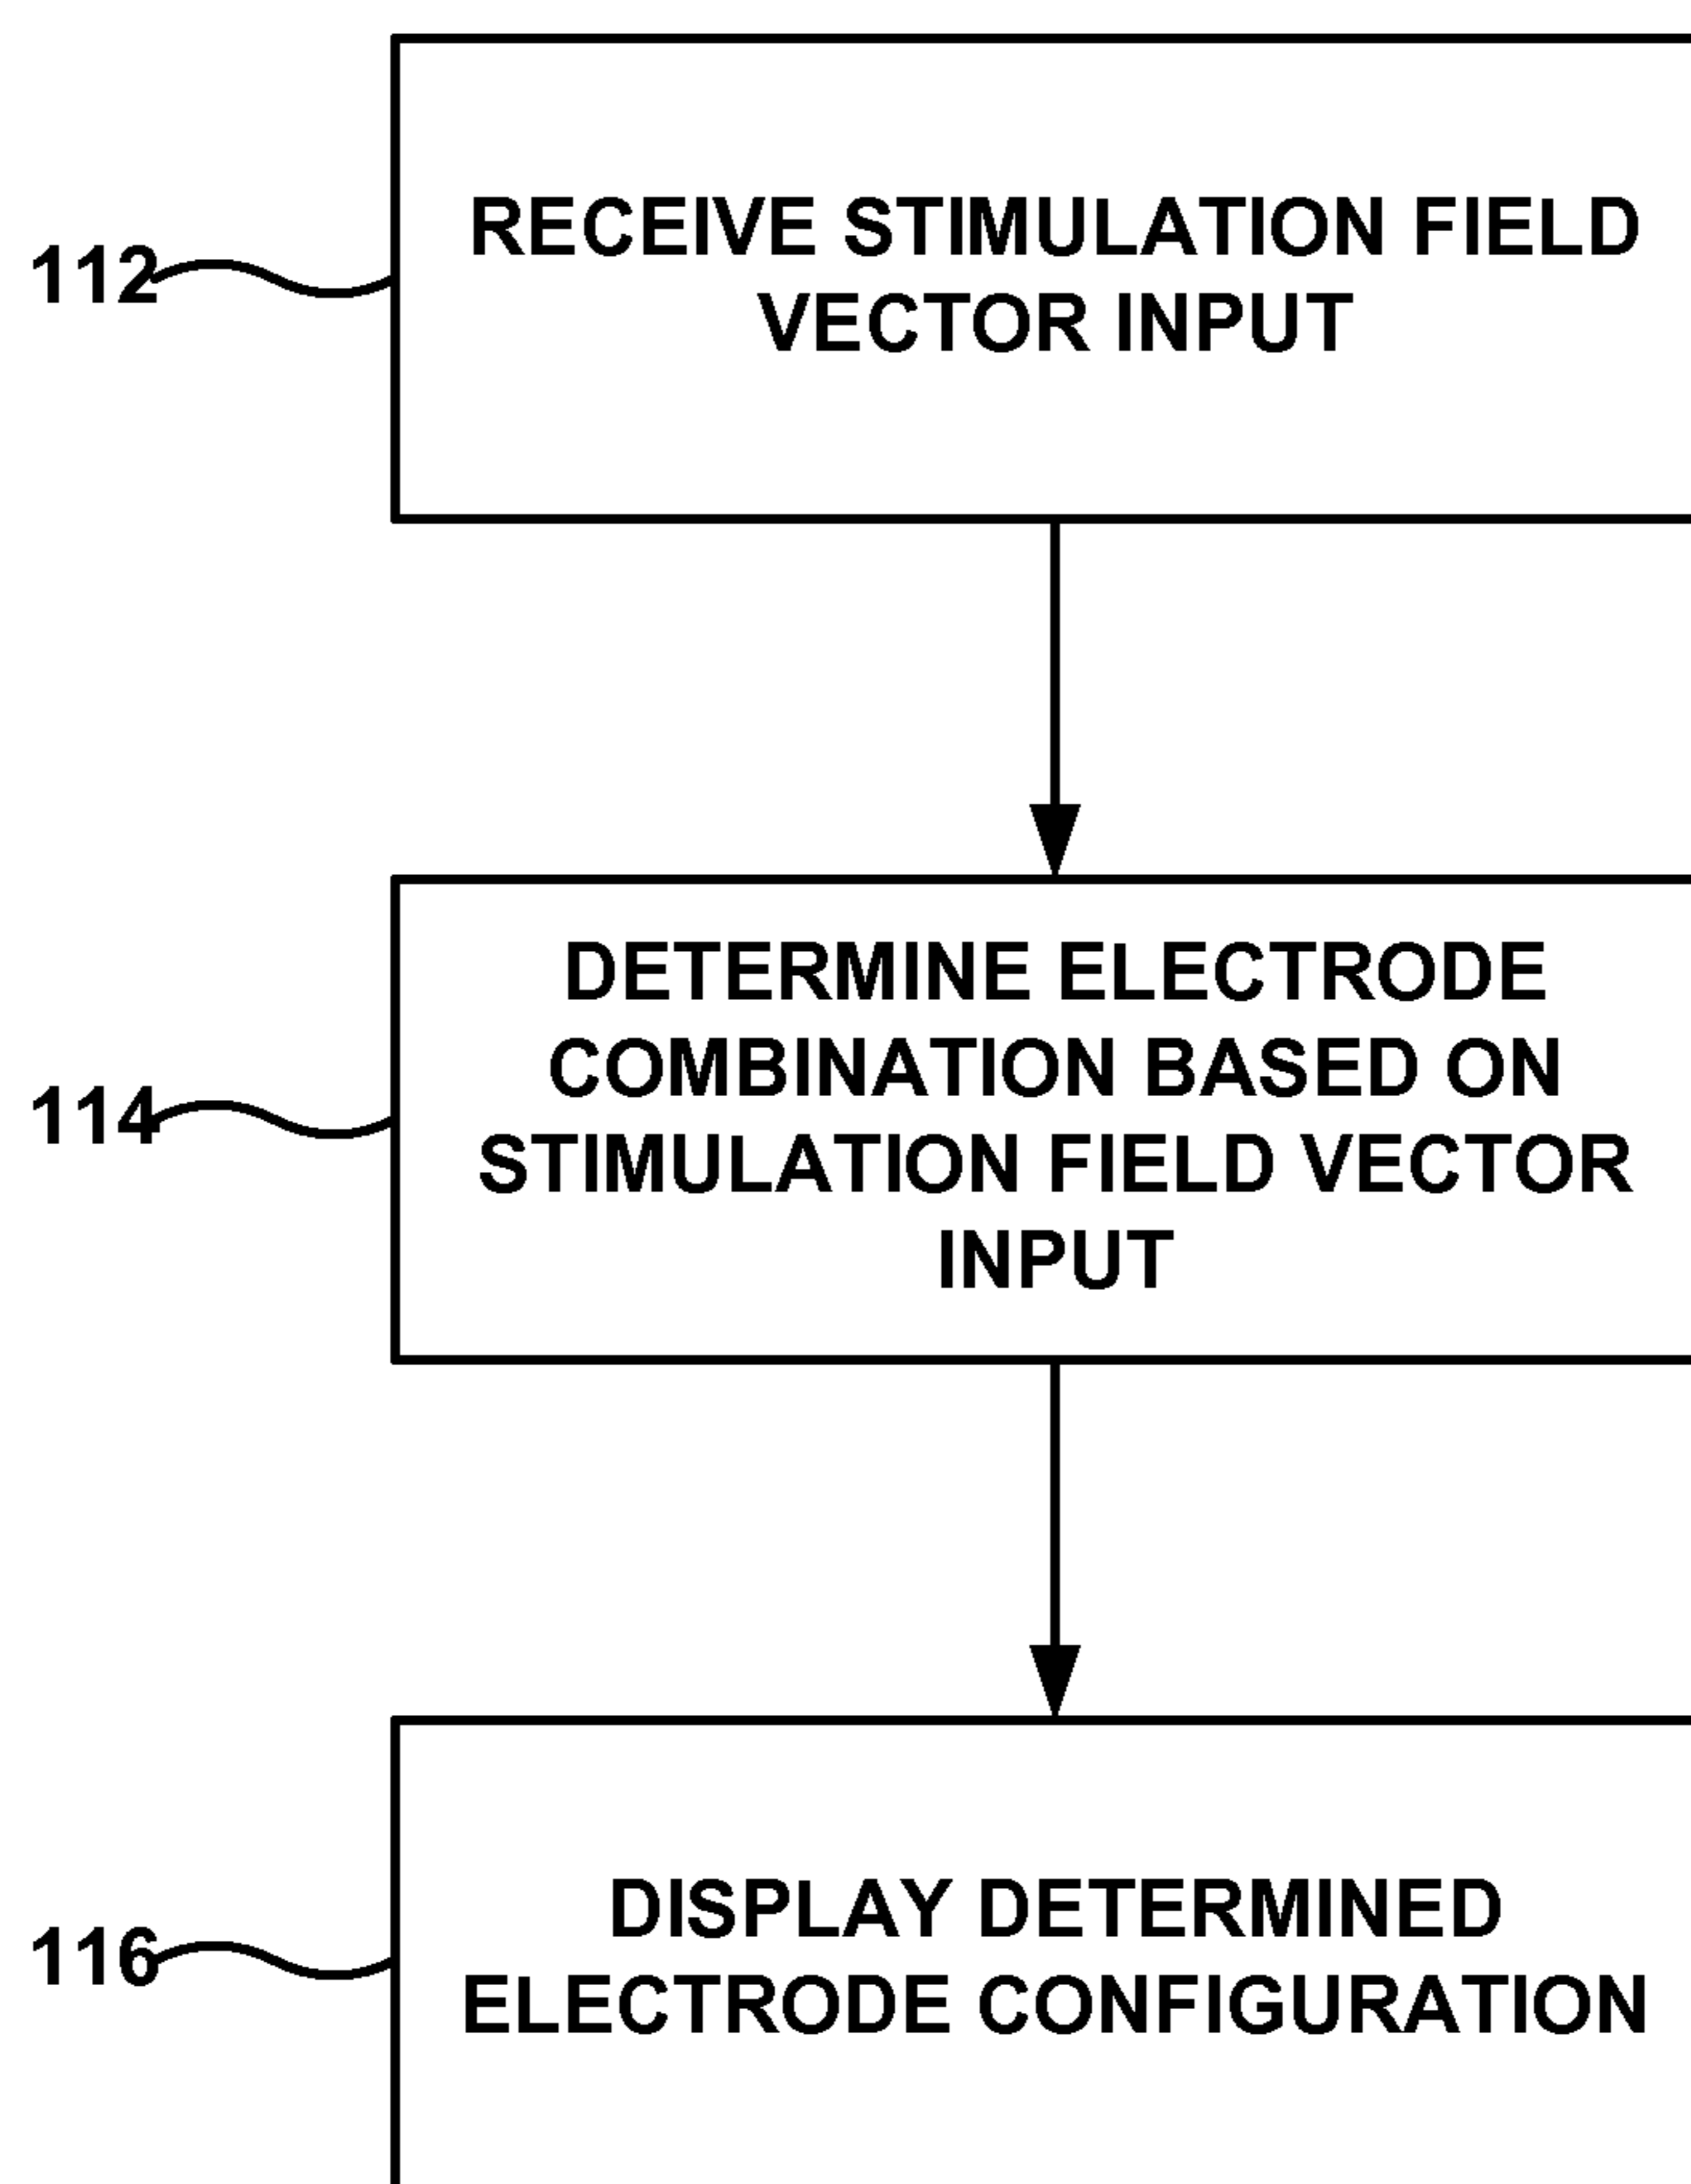 112
RECEIVE STIMULATION FIELD
VECTOR INPUT
114
DETERMINE ELECTRODE
COMBINATION BASED ON
STIMULATION FIELD VECTOR
INPUT
116
DISPLAY DETERMINED
ELECTRODE CONFIGURATION